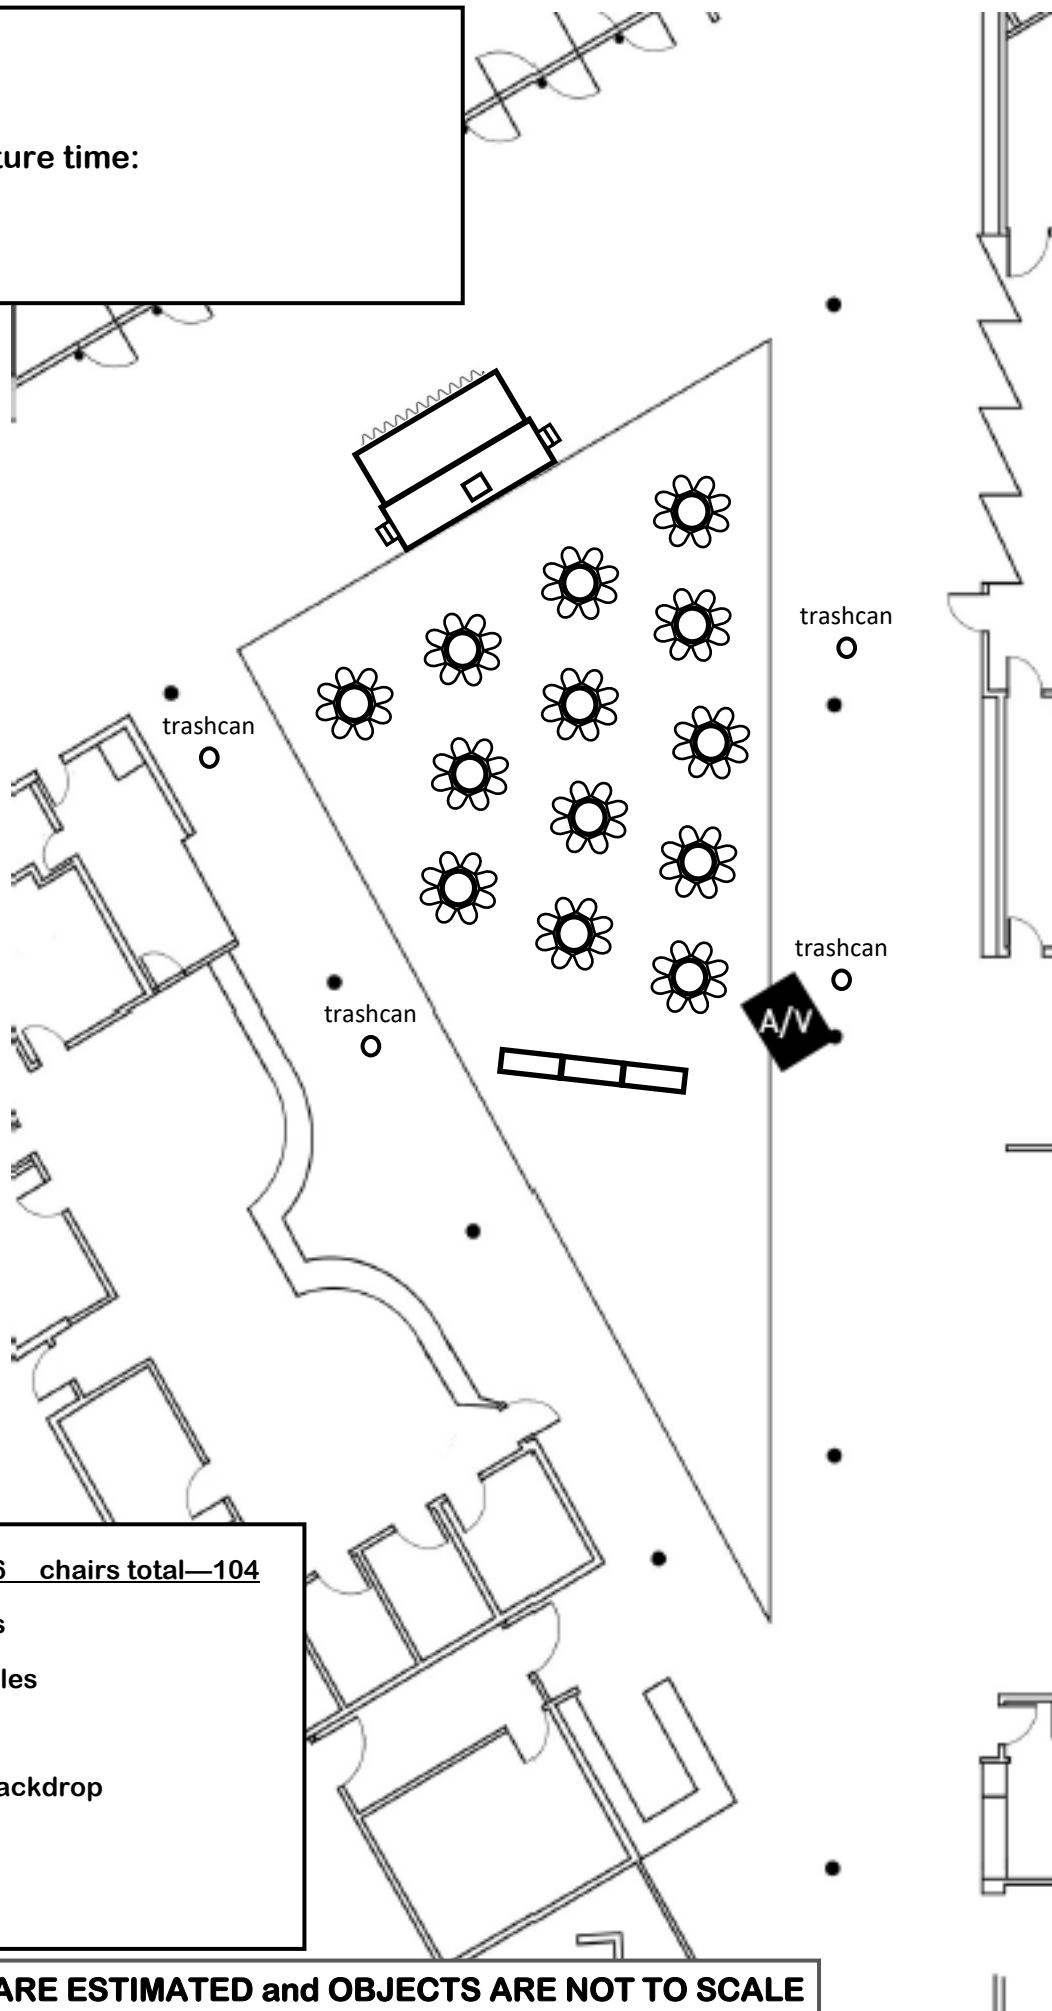 ture time:
trashcan
trashcan
trashcan
trashcan
A/V
6 chairs total—104
s
les
ackdrop
ARE ESTIMATED and OBJECTS ARE NOT TO SCALE